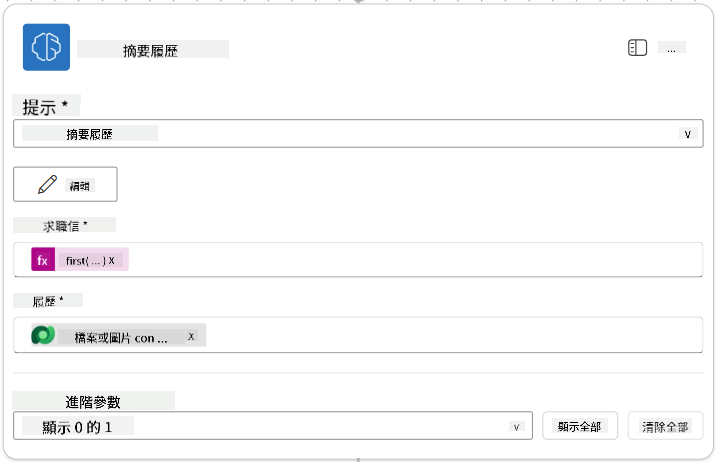 摘要履歷
...
提示 *
摘要履歷
v
編輯
求職信 *
fx first( ... ) X
履歷 *
檔案或圖片 con ... X
進階參數
顯示 0 的 1 v 顯示全部 清除全部